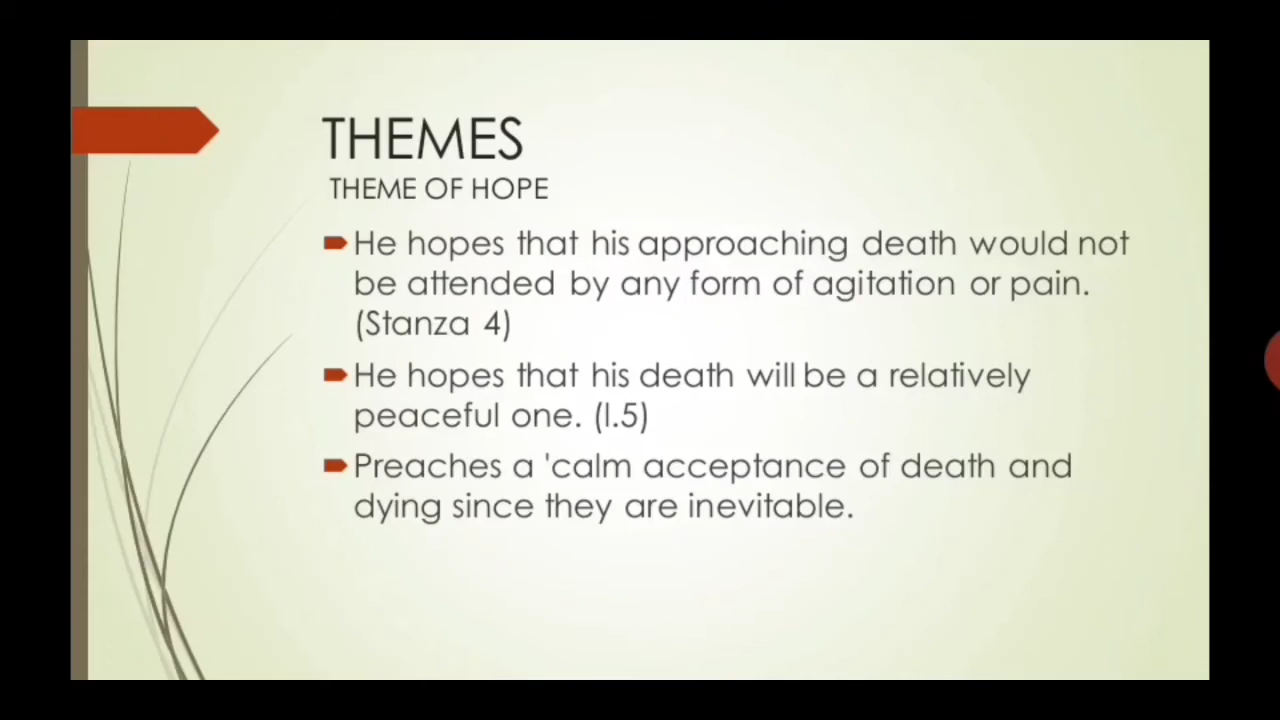 THEMES
THEME OF HOPE
He hopes that his approaching death would not
be attended by any form of agitation or pain.
(Stanza 4)
He hopes that his death will be a relatively
peaceful one. (l.5)
Preaches a 'calm acceptance of death and
dying since they are inevitable.